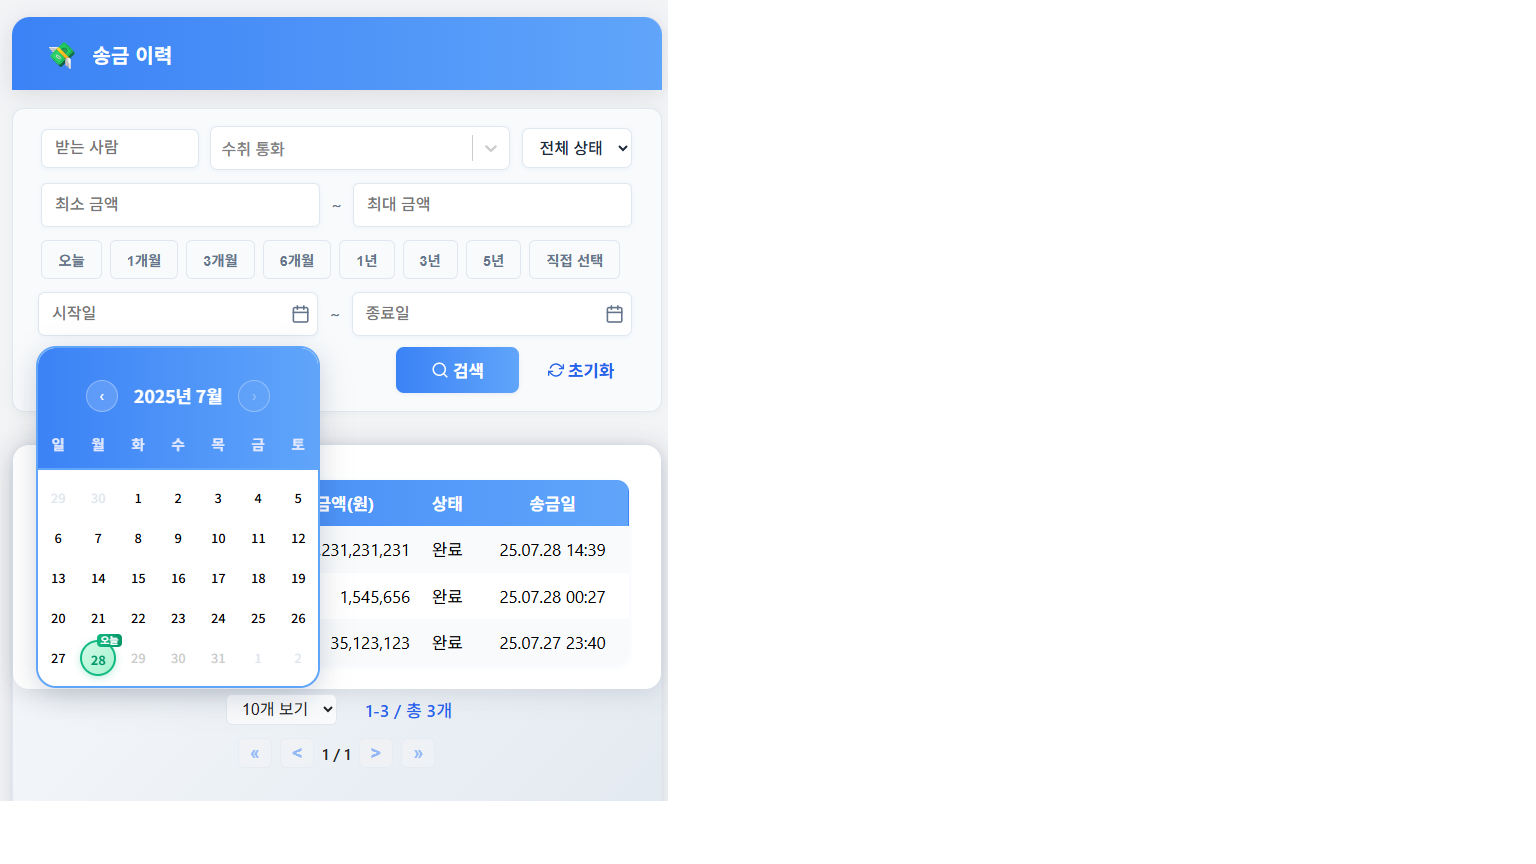 송금 이력
받는 사람 수취 통화 전체 상태
최소 금액 ~ 최대 금액
오늘 1개월 3개월 6개월 1년 3년 5년 직접 선택
시작일 ~ 종료일
검색 초기화
‹ 2025년 7월 ›
일 월 화 수 목 금 토
29 30 1 2 3 4 5
6 7 8 9 10 11 12
13 14 15 16 17 18 19
20 21 22 23 24 25 26
오늘
27 28 29 30 31 1 2
금액(원) 상태 송금일
231,231,231 완료 25.07.28 14:39
1,545,656 완료 25.07.28 00:27
35,123,123 완료 25.07.27 23:40
10개 보기 1-3 / 총 3개
« < 1 / 1 > »